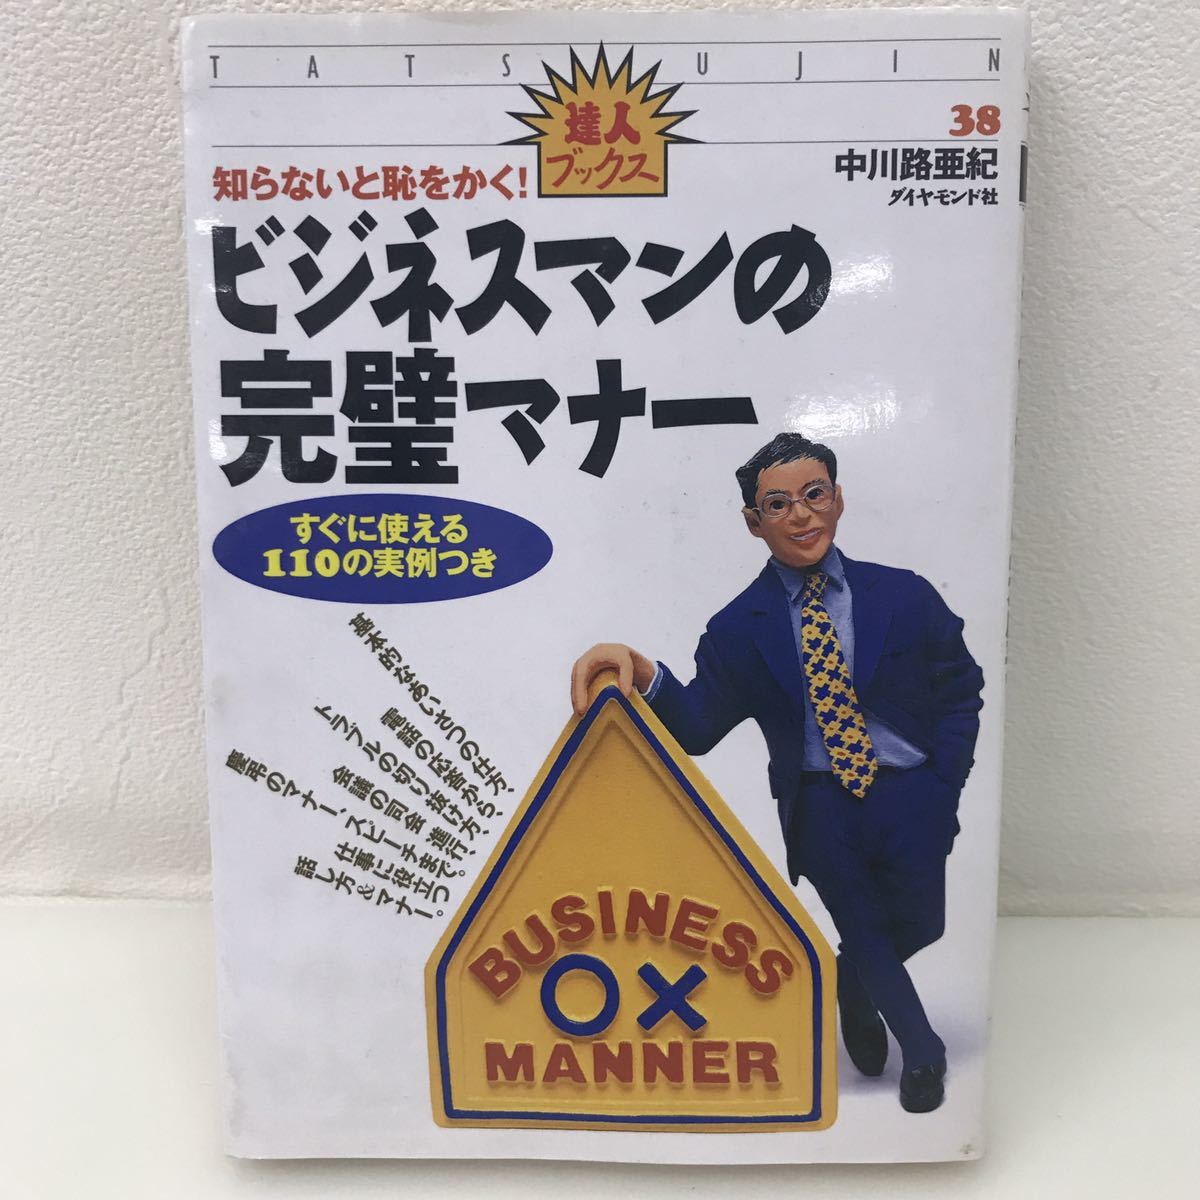 TATSUJIN
達人
ブックス
38
中川路亜紀
ダイヤモンド社
知らないと恥をかく!
ビジネスマンの
完璧マナー
すぐに使える
110の実例つき
基本的なあいさつの仕方、
電話の応答から、
トラブルの切り抜け方、
会議の司会進行、
慶弔のマナー、スピーチまで。
仕事に役立つ
話し方&マナー。
BUSINESS
○×
MANNER